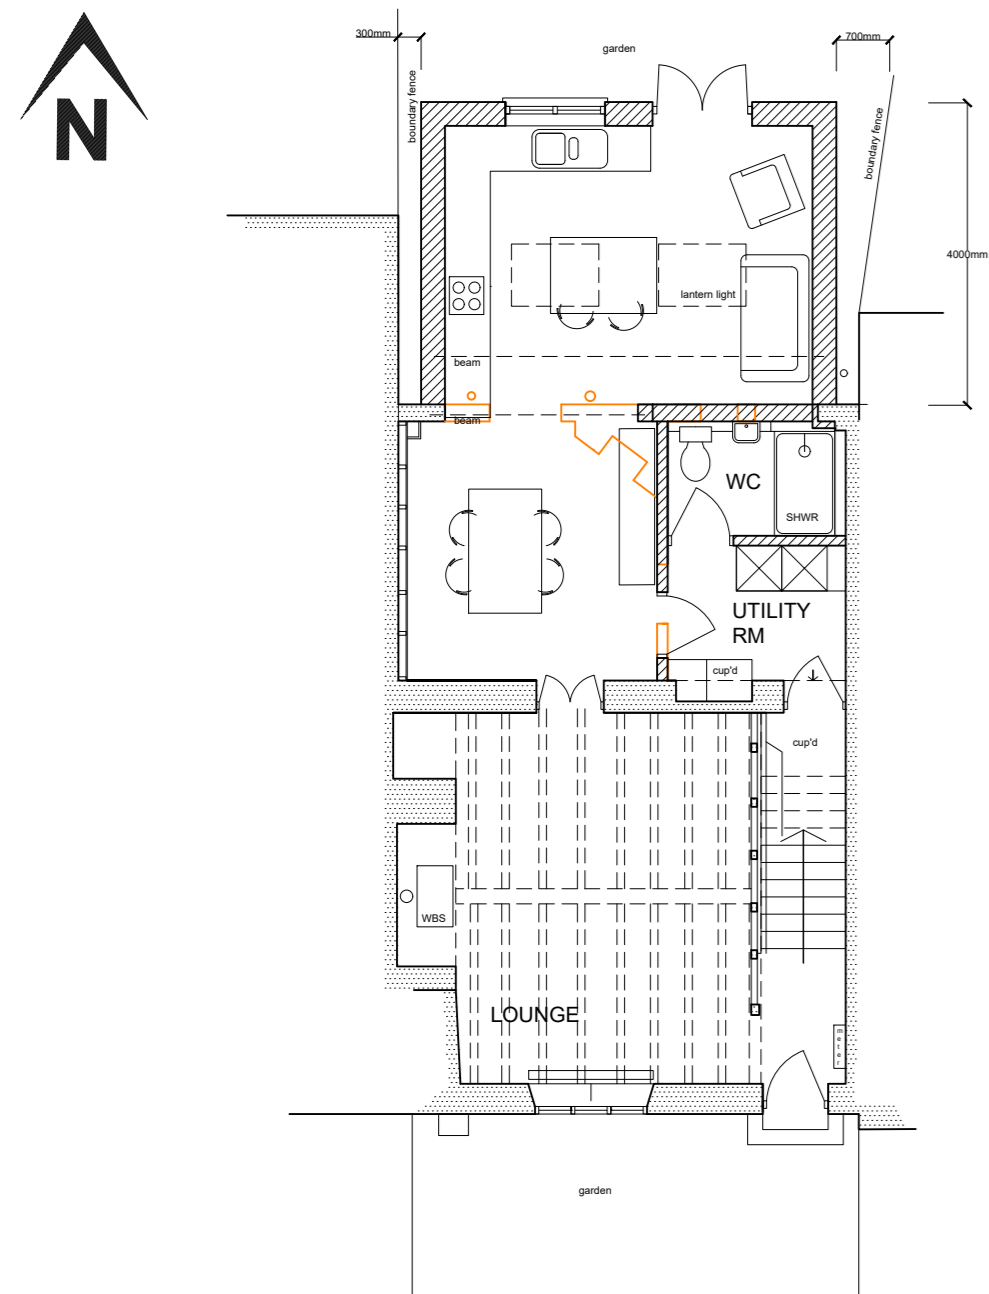 N
300mm
garden
700mm
boundary fence
boundary fence
4000mm
lantern light
beam
beam
WC
SHWR
UTILITY
RM
cup'd
cup'd
WBS
LOUNGE
meter
garden